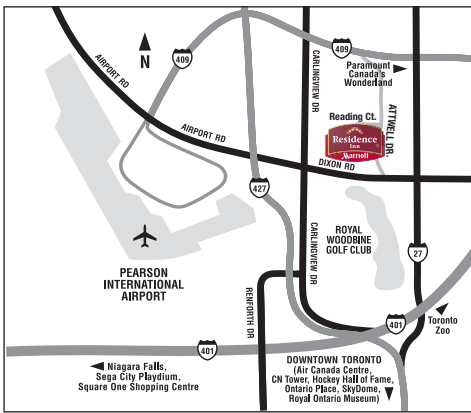 N
409
CARLINGVIEW DR
409
Paramount
Canada's
Wonderland
AIRPORT RD
Reading Ct.
ATTWELL DR.
AIRPORT RD
Residence
Inn
Marriott
DIXON RD
427
CARLINGVIEW DR
ROYAL
WOODBINE
GOLF CLUB
27
PEARSON
INTERNATIONAL
AIRPORT
RENFORTH DR
401
Toronto
Zoo
401
Niagara Falls,
Sega City Playdium,
Square One Shopping Centre
DOWNTOWN TORONTO
(Air Canada Centre,
CN Tower, Hockey Hall of Fame,
Ontario Place, SkyDome,
Royal Ontario Museum)